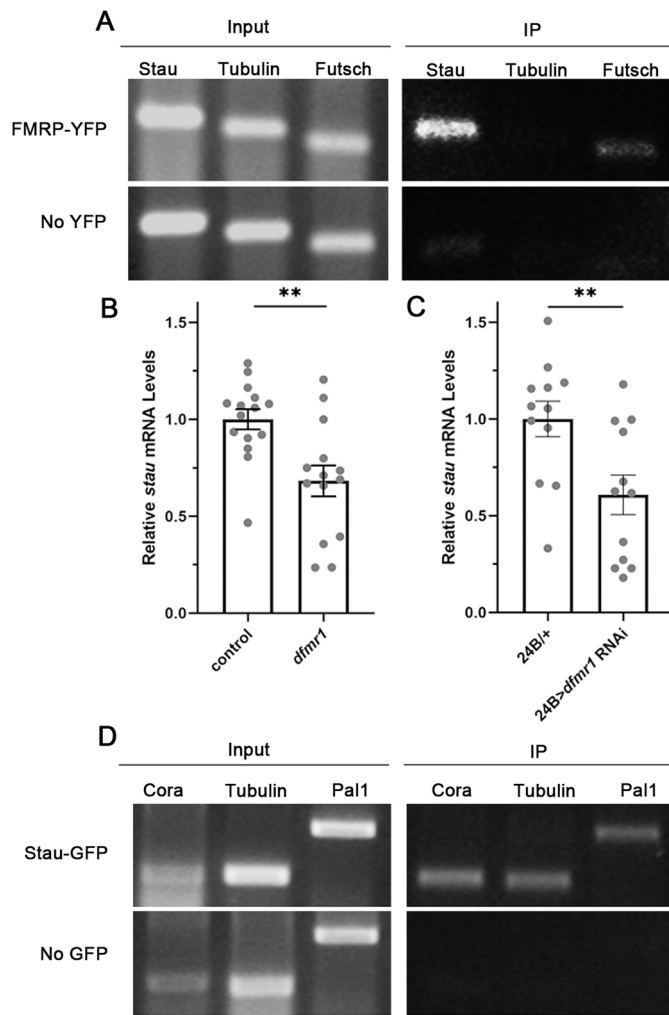 A
Input
IP
Stau Tubulin Futsch
Stau Tubulin Futsch
FMRP-YFP
No YFP
B
**
Relative stau mRNA Levels
1.5
1.0
0.5
0.0
control
dfmr1
C
**
Relative stau mRNA Levels
1.5
1.0
0.5
0.0
24B/+
24B>dfmr1 RNAi
D
Input
IP
Cora Tubulin Pal1
Cora Tubulin Pal1
Stau-GFP
No GFP